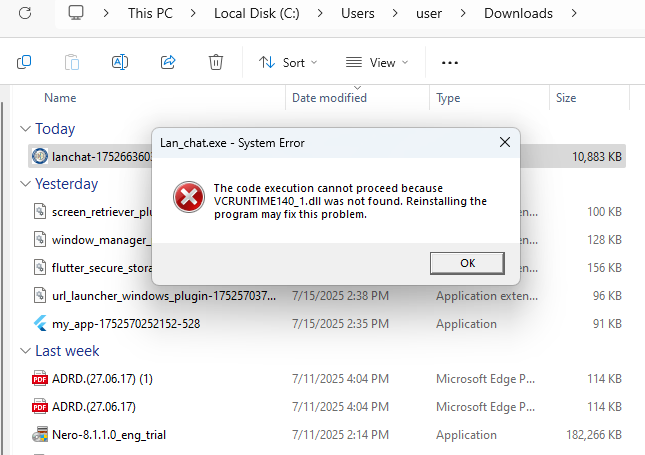 This PC > Local Disk (C:) > Users > user > Downloads >
Sort View
Name Date modified Type Size
Today
lanchat-175266360 10,883 KB
Lan_chat.exe - System Error
The code execution cannot proceed because
VCRUNTIME140_1.dll was not found. Reinstalling the
program may fix this problem.
OK
Yesterday
screen_retriever_plu en... 100 KB
window_manager_ en... 128 KB
flutter_secure_stora en... 156 KB
url_launcher_windows_plugin-175257037... 7/15/2025 2:38 PM Application exten... 96 KB
my_app-1752570252152-528 7/15/2025 2:35 PM Application 91 KB
Last week
ADRD.(27.06.17) (1) 7/11/2025 4:04 PM Microsoft Edge P... 114 KB
ADRD.(27.06.17) 7/11/2025 4:04 PM Microsoft Edge P... 114 KB
Nero-8.1.1.0_eng_trial 7/11/2025 2:14 PM Application 182,266 KB